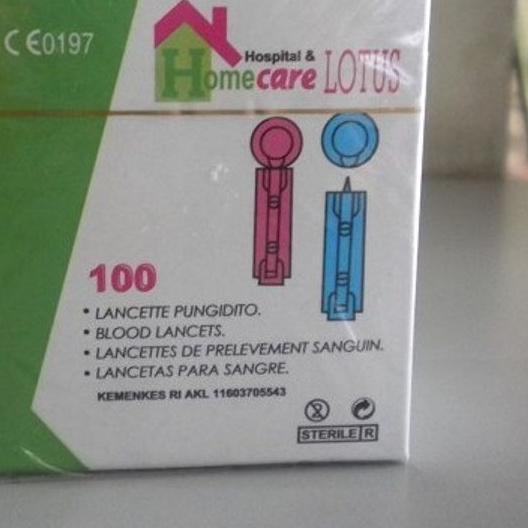 CE0197
Hospital &
Homecare LOTUS
100
• LANCETTE PUNGIDITO.
• BLOOD LANCETS.
• LANCETTES DE PRELEVEMENT SANGUIN.
• LANCETAS PARA SANGRE.
KEMENKES RI AKL 11603705543
2
STERILE R